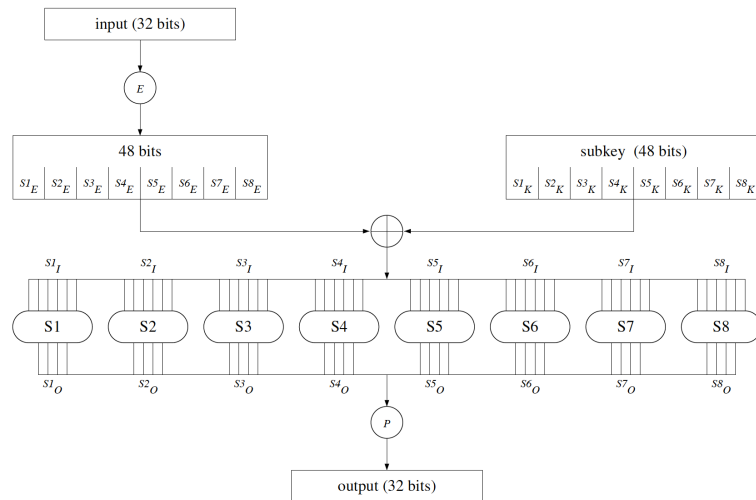 input (32 bits)
E
48 bits
subkey (48 bits)
S1E S2E S3E S4E S5E S6E S7E S8E
S1K S2K S3K S4K S5K S6K S7K S8K
S1I S2I S3I S4I S5I S6I S7I S8I
S1 S2 S3 S4 S5 S6 S7 S8
S1O S2O S3O S4O S5O S6O S7O S8O
P
output (32 bits)